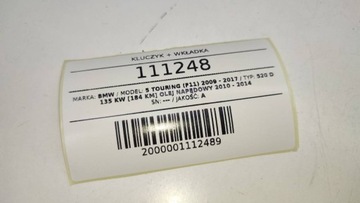 KLUCZYK + WKŁADKA
111248
MARKA: BMW / MODEL: 5 TOURING (F11) 2009 - 2017 / TYP: 520 D
135 KW [184 KM] OLEJ NAPĘDOWY 2010 - 2014
SN: --- / JAKOŚĆ: A
2000001112489